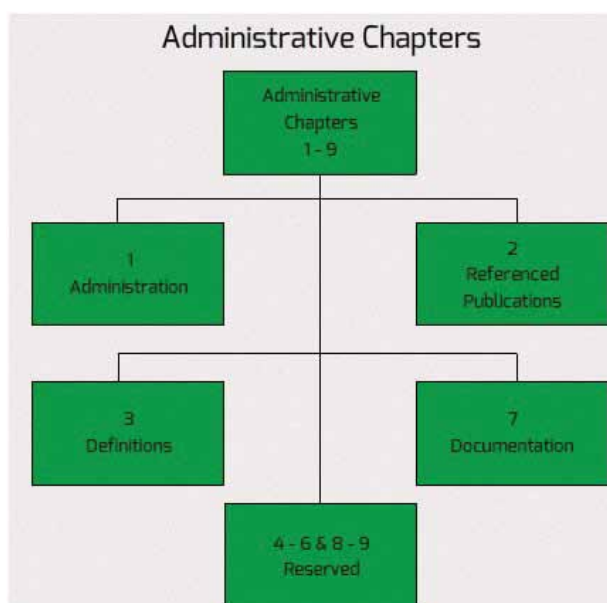 Administrative Chapters
Administrative
Chapters
1 - 9
1
Administration
2
Referenced
Publications
3
Definitions
7
Documentation
4 - 6 & 8 - 9
Reserved